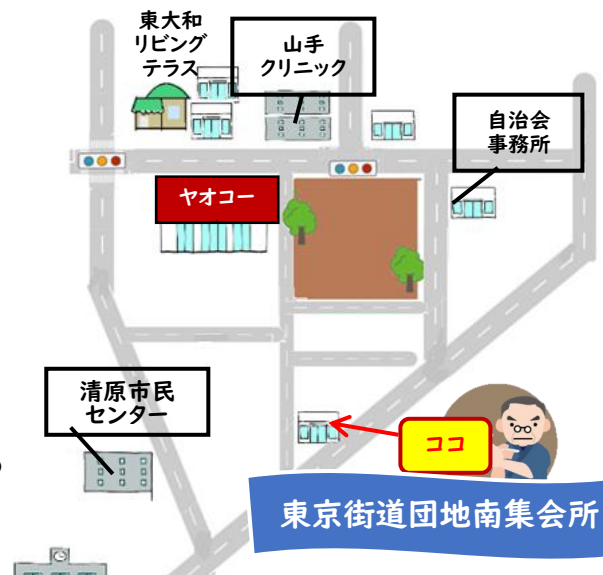 東大和
リビング
テラス
山手
クリニック
自治会
事務所
ヤオコー
清原市民
センター
ココ
東京街道団地南集会所